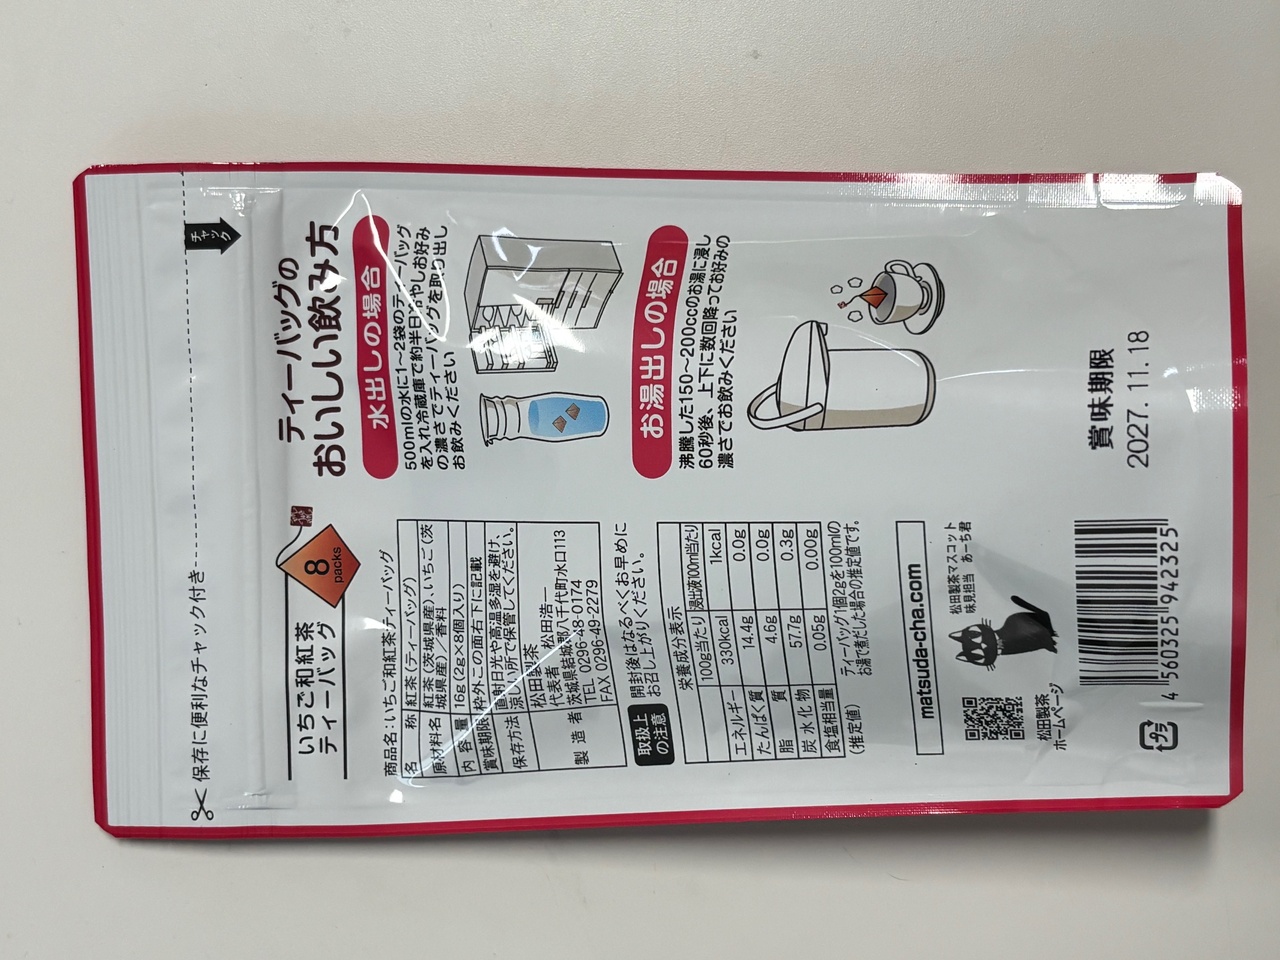 保存に便利なチャック付き
チャック
いちご和紅茶
ティーバッグ
8
packs
商品名:いちご和紅茶ティーバッグ
名称 紅茶(ティーバッグ)
原材料名 紅茶(茨城県産)、いちご(茨
城県産)/香料
内容量 16g(2g×8個入り)
賞味期限 枠外この面右下に記載
保存方法 直射日光や高温多湿を避け、
涼しい所で保管してください。
製造者 松田製茶
代表者 松田浩一
茨城県結城郡八千代町水口113
TEL 0296-48-0174
FAX 0296-49-2279
取扱上
の注意
開封後はなるべくお早めに
お召し上がりください。
栄養成分表示
100g当たり 浸出液100ml当たり
エネルギー 330kcal 1kcal
たんぱく質 14.4g 0.0g
脂質 4.6g 0.0g
炭水化物 57.7g 0.3g
食塩相当量 0.05g 0.00g
(推定値)
ティーバッグ1個2gを100mlの
お湯で煮だした場合の推定値です。
matsuda-cha.com
松田製茶
ホームページ
松田製茶マスコット
味見担当 あーち君
プラ
4 560325 942325
ティーバッグの
おいしい飲み方
水出しの場合
500mlの水に1~2袋のティーバッグ
を入れ冷蔵庫で約半日冷やしお好み
の濃さでティーバッグを取り出し
お飲みください
お湯出しの場合
沸騰した150~200ccのお湯に浸し
60秒後、上下に数回降ってお好みの
濃さでお飲みください
賞味期限
2027. 11. 18